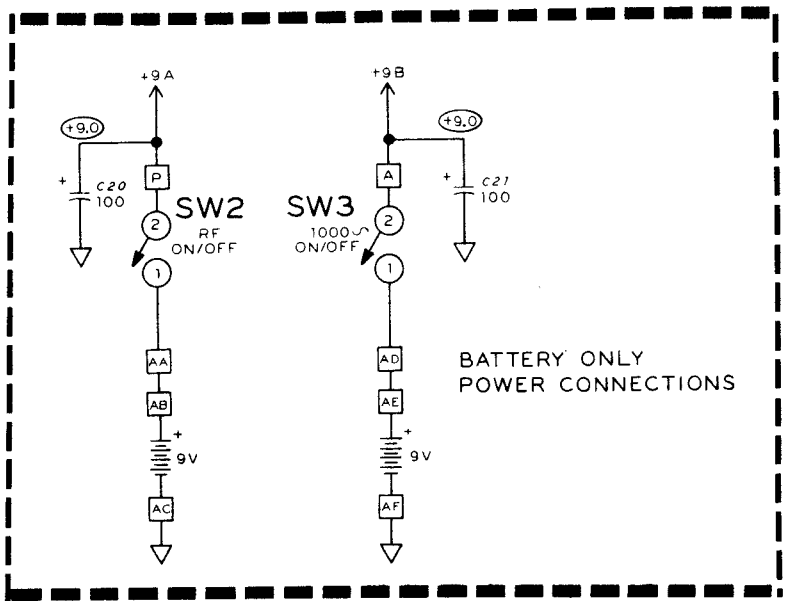 +9A
+9B
+9.0
+9.0
P
A
+
C20
100
+
C21
100
SW2
RF
ON/OFF
SW3
1000∿
ON/OFF
2
2
1
1
AA
AD
BATTERY ONLY
POWER CONNECTIONS
AB
AE
+
9V
+
9V
AC
AF